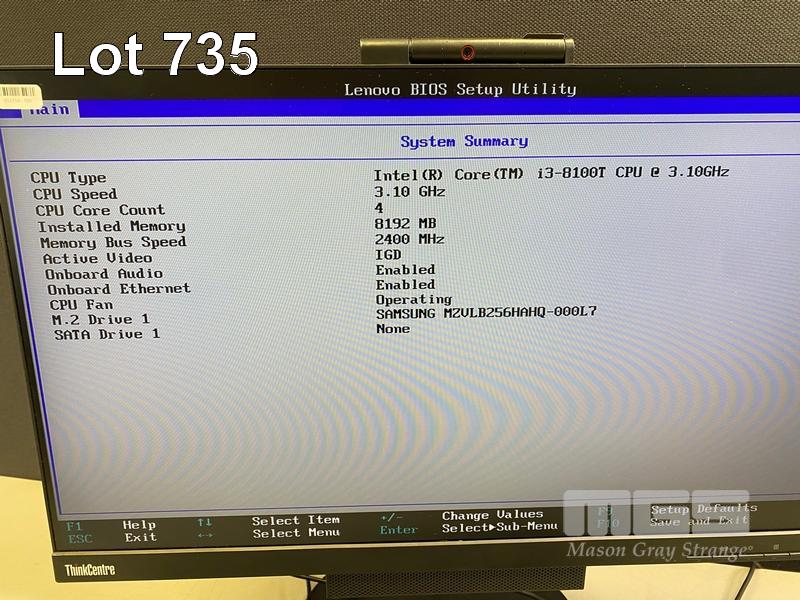 Lot 735
Lenovo BIOS Setup Utility
Main
System Summary
CPU Type Intel(R) Core(TM) i3-8100T CPU @ 3.10GHz
CPU Speed 3.10 GHz
CPU Core Count 4
Installed Memory 8192 MB
Memory Bus Speed 2400 MHz
Active Video IGD
Onboard Audio Enabled
Onboard Ethernet Enabled
CPU Fan Operating
M.2 Drive 1 SAMSUNG MZVLB256HAHQ-000L7
SATA Drive 1 None
F1 Help ↑↓ Select Item +/- Change Values F9 Setup Defaults
ESC Exit ←→ Select Menu Enter Select▶Sub-Menu F10 Save and Exit
MGS
Mason Gray Strange
ThinkCentre